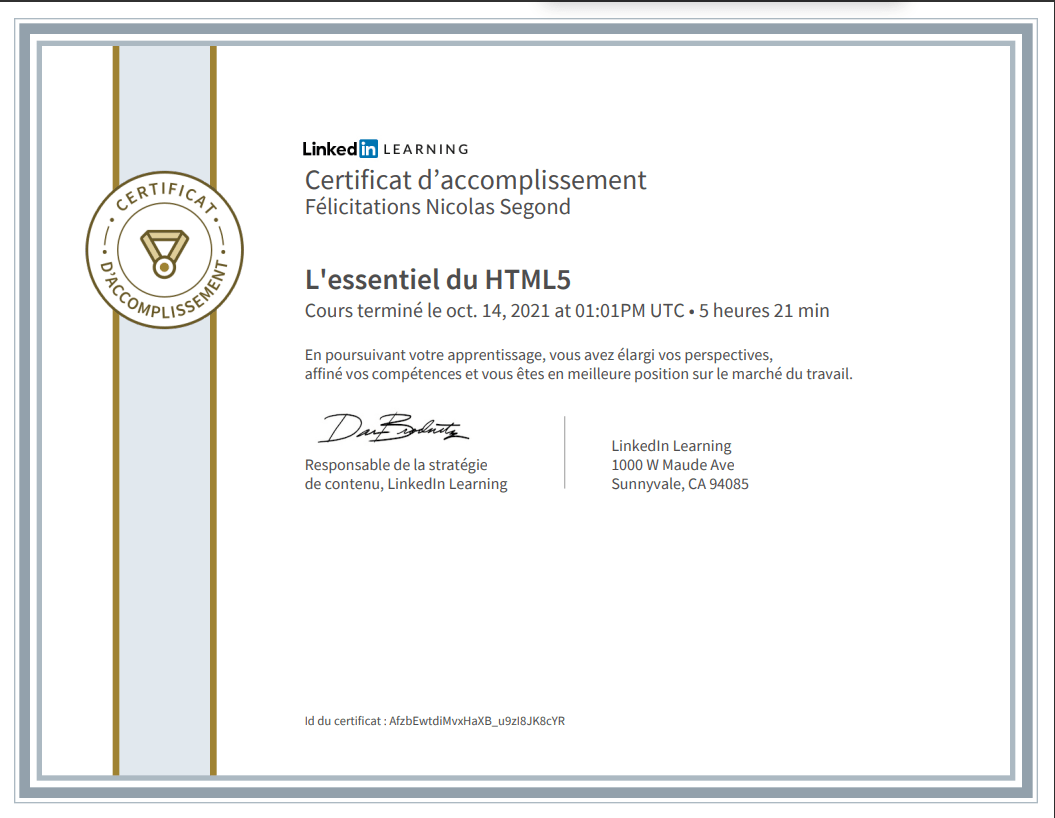 LinkedIn LEARNING
Certificat d’accomplissement
Félicitations Nicolas Segond
CERTIFICAT
D'ACCOMPLISSEMENT
L'essentiel du HTML5
Cours terminé le oct. 14, 2021 at 01:01PM UTC • 5 heures 21 min
En poursuivant votre apprentissage, vous avez élargi vos perspectives,
affiné vos compétences et vous êtes en meilleure position sur le marché du travail.
Responsable de la stratégie
de contenu, LinkedIn Learning
LinkedIn Learning
1000 W Maude Ave
Sunnyvale, CA 94085
Id du certificat : AfzbEwtdiMvxHaXB_u9zI8JK8cYR